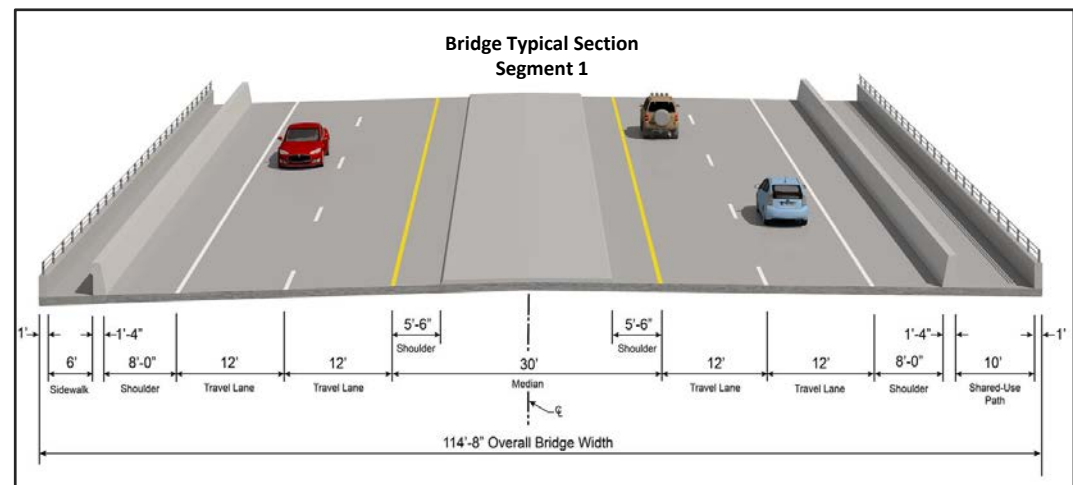 Bridge Typical Section
Segment 1
1'
1'-4"
5'-6"
5'-6"
1'-4"
1'
Shoulder
Shoulder
6'
8'-0"
12'
12'
30'
12'
12'
8'-0"
10'
Sidewalk
Shoulder
Travel Lane
Travel Lane
Median
Travel Lane
Travel Lane
Shoulder
Shared-Use
Path
℄
114'-8" Overall Bridge Width